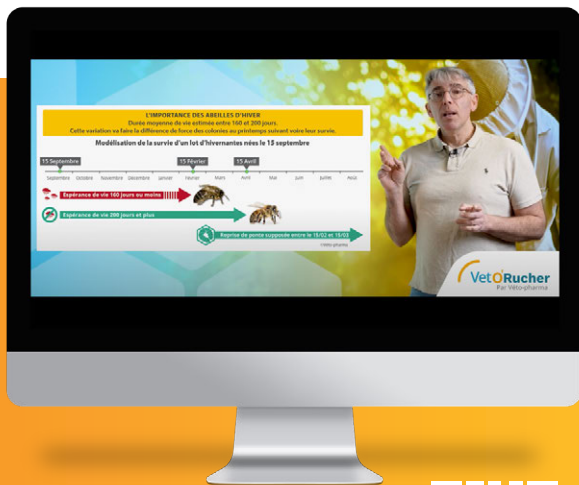 L'IMPORTANCE DES ABEILLES D'HIVER
Durée moyenne de vie estimée entre 160 et 200 jours.
Cette variation va faire la différence de force des colonies au printemps suivant voire leur survie.
Modélisation de la survie d'un lot d'hivernantes nées le 15 septembre
15 Septembre
15 Février
15 Avril
Septembre Octobre Novembre Décembre Janvier Février Mars Avril Mai Juin Juillet Août
Espérance de vie 160 jours ou moins
Espérance de vie 200 jours et plus
Reprise de ponte supposée entre le 15/02 et 15/03
Véto-pharma
VetO'Rucher
Par Véto-pharma